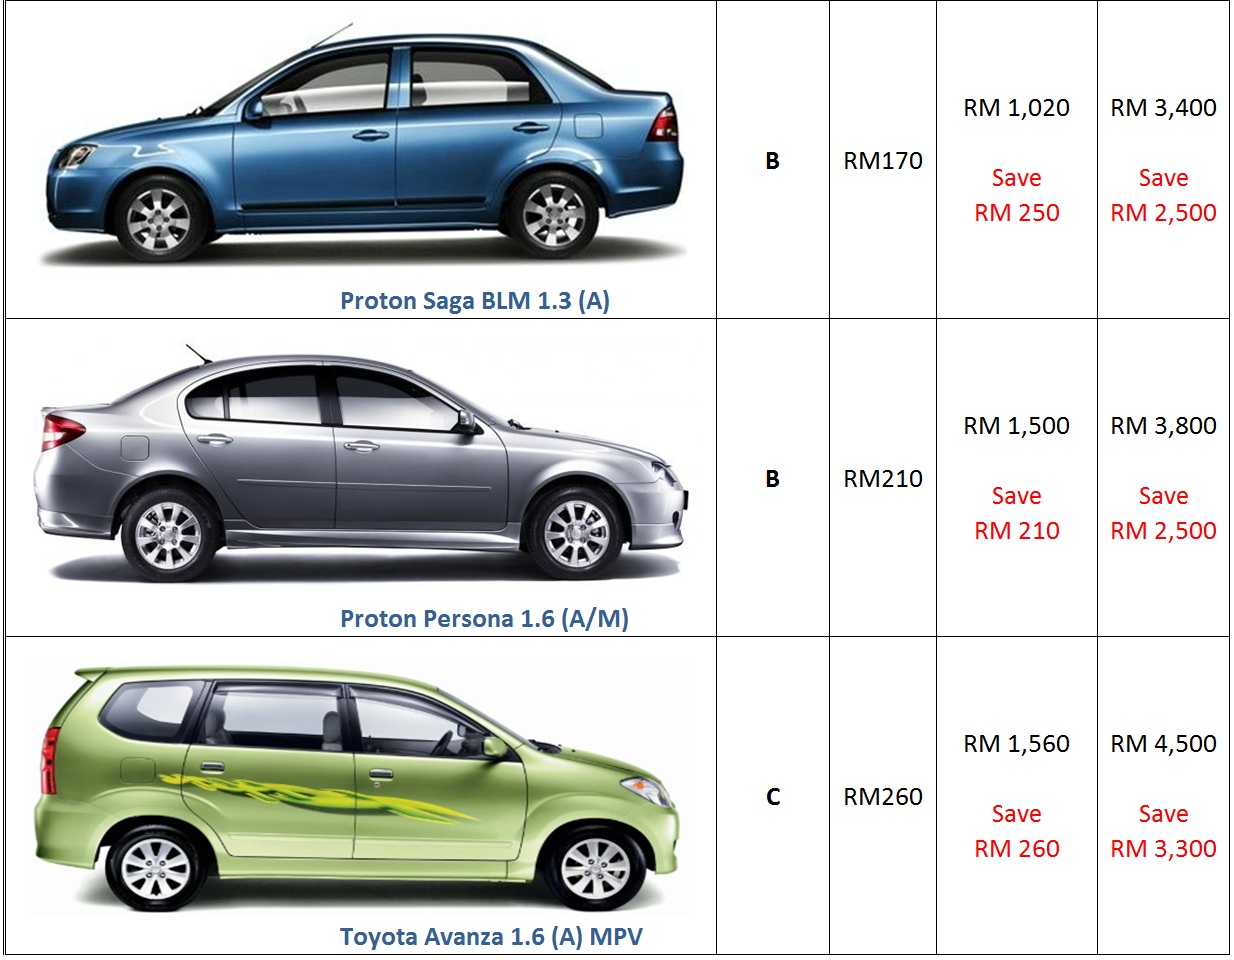 Proton Saga BLM 1.3 (A)
B
RM170
RM 1,020
Save
RM 250
RM 3,400
Save
RM 2,500
Proton Persona 1.6 (A/M)
B
RM210
RM 1,500
Save
RM 210
RM 3,800
Save
RM 2,500
Toyota Avanza 1.6 (A) MPV
C
RM260
RM 1,560
Save
RM 260
RM 4,500
Save
RM 3,300